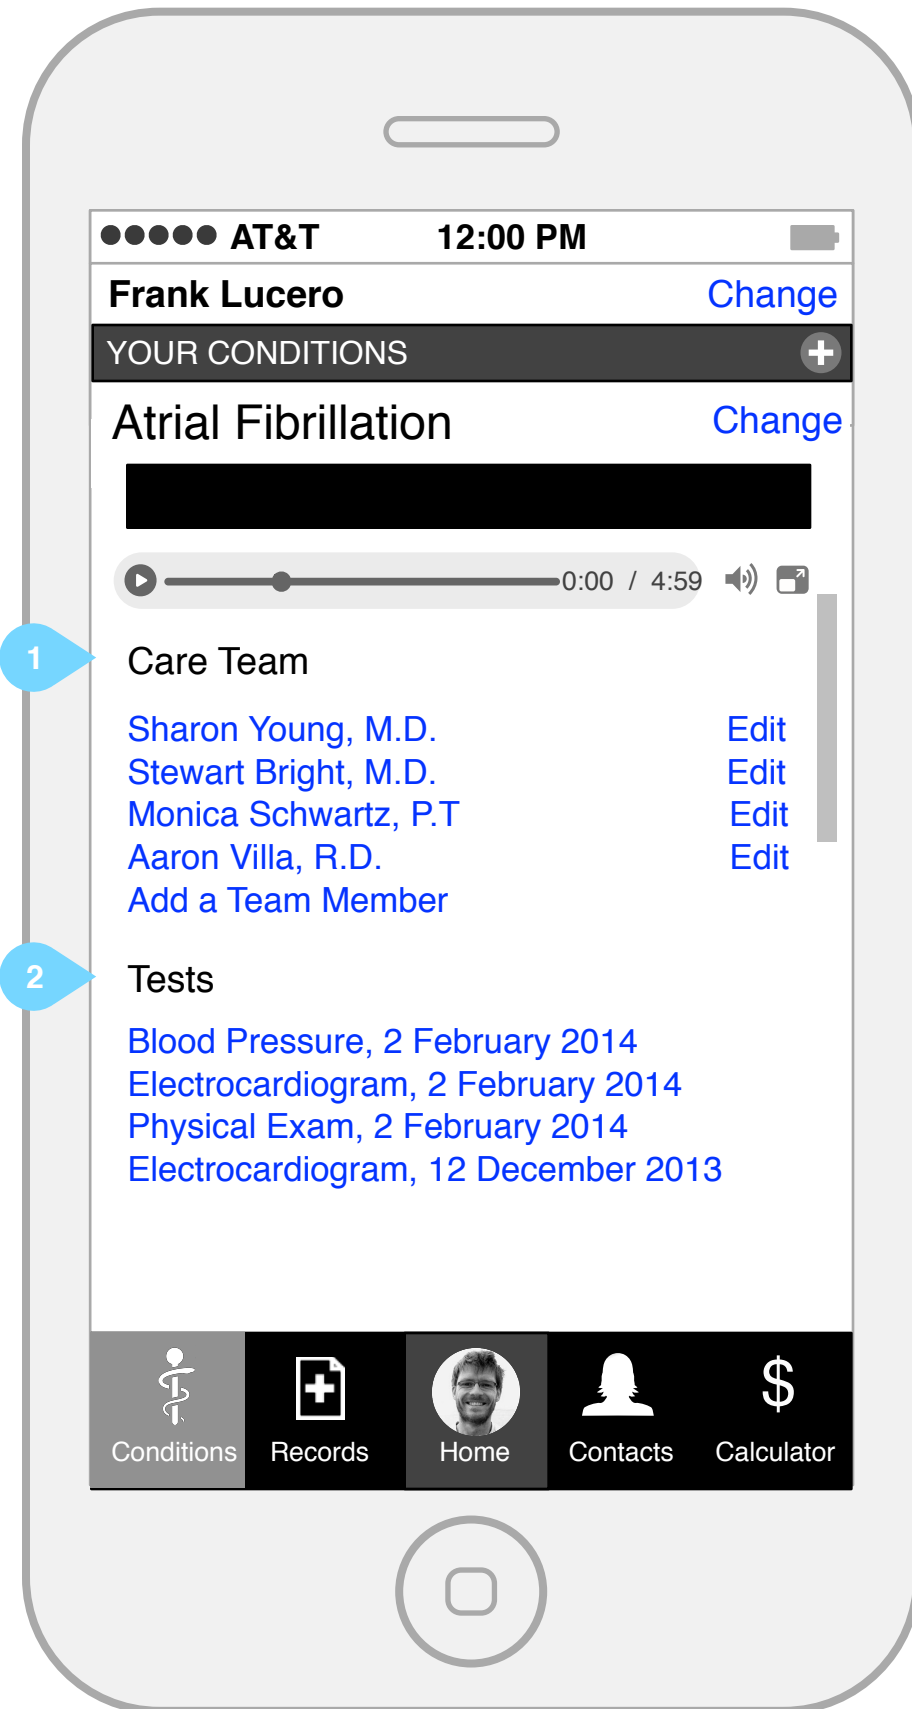 AT&T 12:00 PM
Frank Lucero Change
YOUR CONDITIONS
Atrial Fibrillation Change
0:00 / 4:59
1 Care Team
Sharon Young, M.D. Edit
Stewart Bright, M.D. Edit
Monica Schwartz, P.T Edit
Aaron Villa, R.D. Edit
Add a Team Member
2 Tests
Blood Pressure, 2 February 2014
Electrocardiogram, 2 February 2014
Physical Exam, 2 February 2014
Electrocardiogram, 12 December 2013
$
Conditions Records Home Contacts Calculator